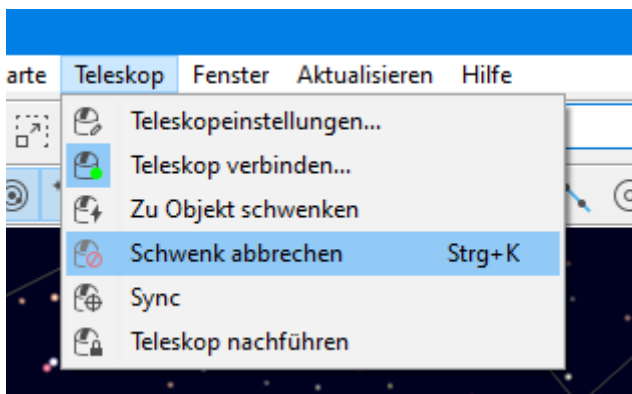 arte Teleskop Fenster Aktualisieren Hilfe
Teleskopeinstellungen...
Teleskop verbinden...
Zu Objekt schwenken
Schwenk abbrechen Strg+K
Sync
Teleskop nachführen